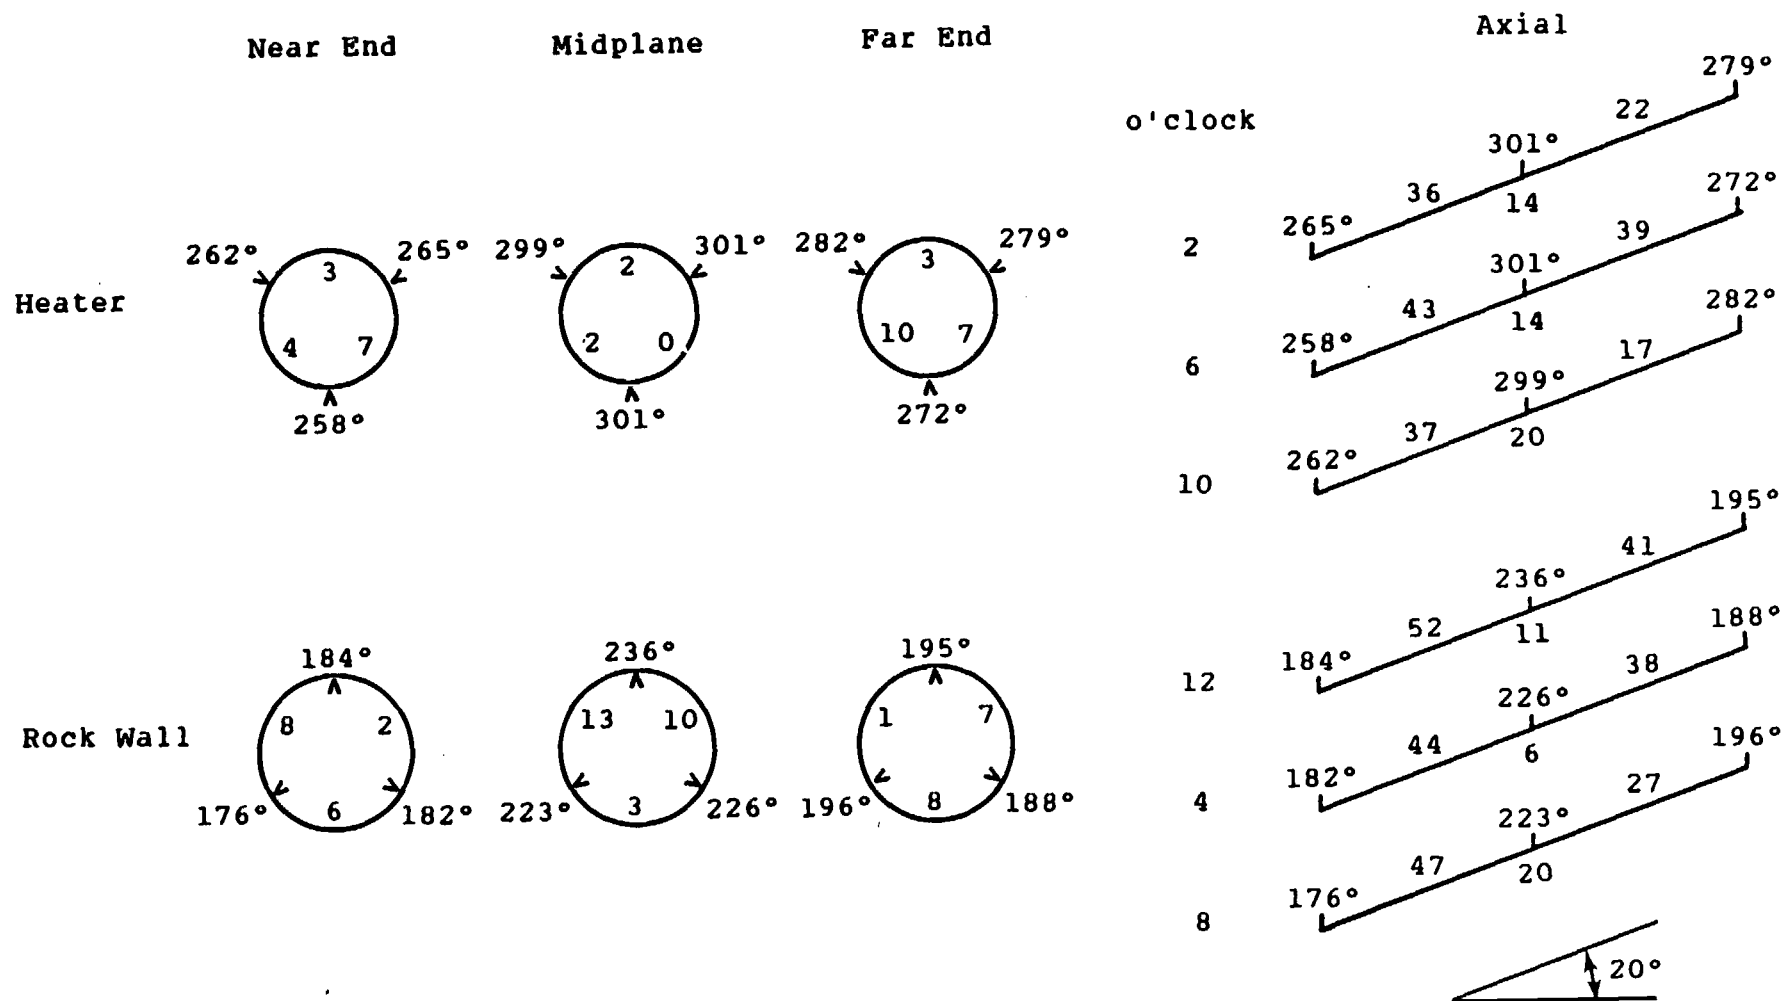 Near End Midplane Far End Axial
o'clock
Heater
262° 3 265° 4 7 258°
299° 2 301° 2 0 301°
282° 3 279° 10 7 272°
2 265° 36 301° 14 22 279°
6 258° 43 301° 14 39 272°
10 262° 37 299° 20 17 282°
Rock Wall
184° 8 2 176° 6 182°
236° 13 10 223° 3 226°
195° 1 7 196° 8 188°
12 184° 52 236° 11 41 195°
4 182° 44 226° 6 38 188°
8 176° 47 223° 20 27 196°
20°